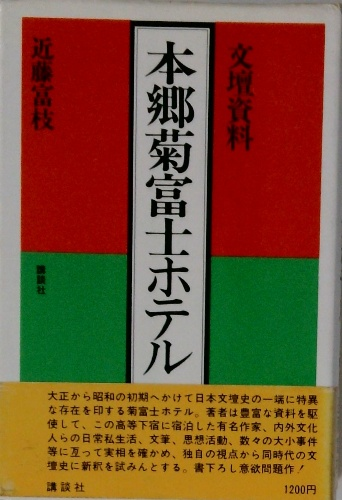 文壇資料
本郷菊富士ホテル
近藤富枝
講談社
大正から昭和の初期へかけて日本文壇史の一端に特異
な存在を印する菊富士ホテル。著者は豊富な資料を駆
使して、この高等下宿に宿泊した有名作家、内外文化
人らの日常私生活、文筆、思想活動、数々の大小事件
等に亙って実相を確かめ、独自の視点から同時代の文
壇史に新釈を試みんとする。書下ろし意欲問題作!
講談社
1200円